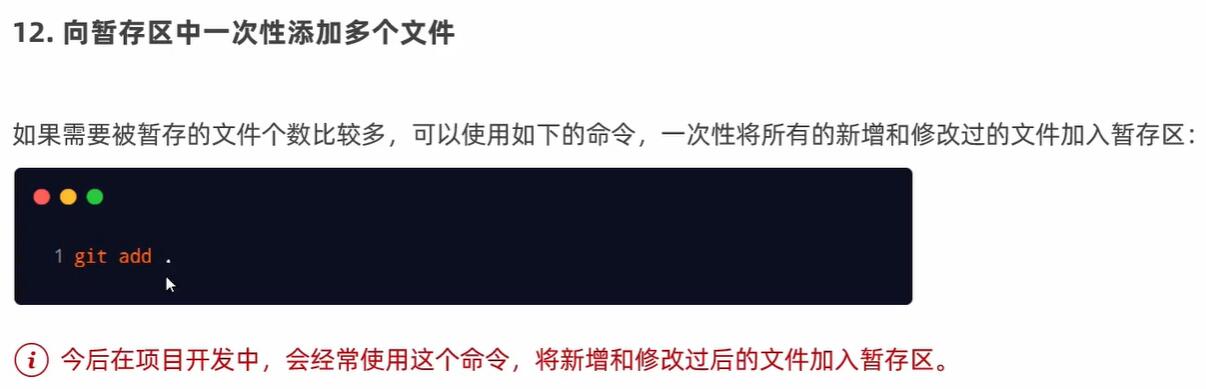 12. 向暂存区中一次性添加多个文件
如果需要被暂存的文件个数比较多，可以使用如下的命令，一次性将所有的新增和修改过的文件加入暂存区：
1 git add .
i 今后在项目开发中，会经常使用这个命令，将新增和修改过后的文件加入暂存区。